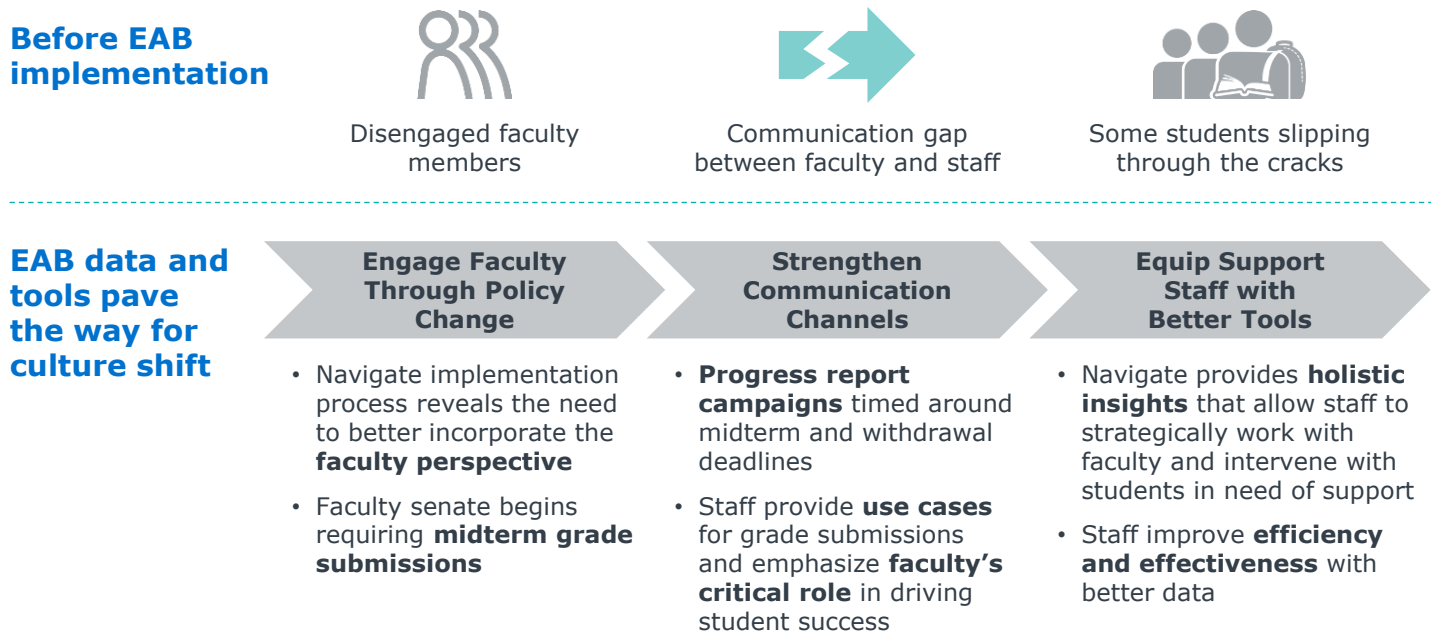 Before EAB
implementation
Disengaged faculty
members
Communication gap
between faculty and staff
Some students slipping
through the cracks
EAB data and
tools pave
the way for
culture shift
Engage Faculty
Through Policy
Change
• Navigate implementation
process reveals the need
to better incorporate the
faculty perspective
• Faculty senate begins
requiring midterm grade
submissions
Strengthen
Communication
Channels
• Progress report
campaigns timed around
midterm and withdrawal
deadlines
• Staff provide use cases
for grade submissions
and emphasize faculty’s
critical role in driving
student success
Equip Support
Staff with
Better Tools
• Navigate provides holistic
insights that allow staff to
strategically work with
faculty and intervene with
students in need of support
• Staff improve efficiency
and effectiveness with
better data